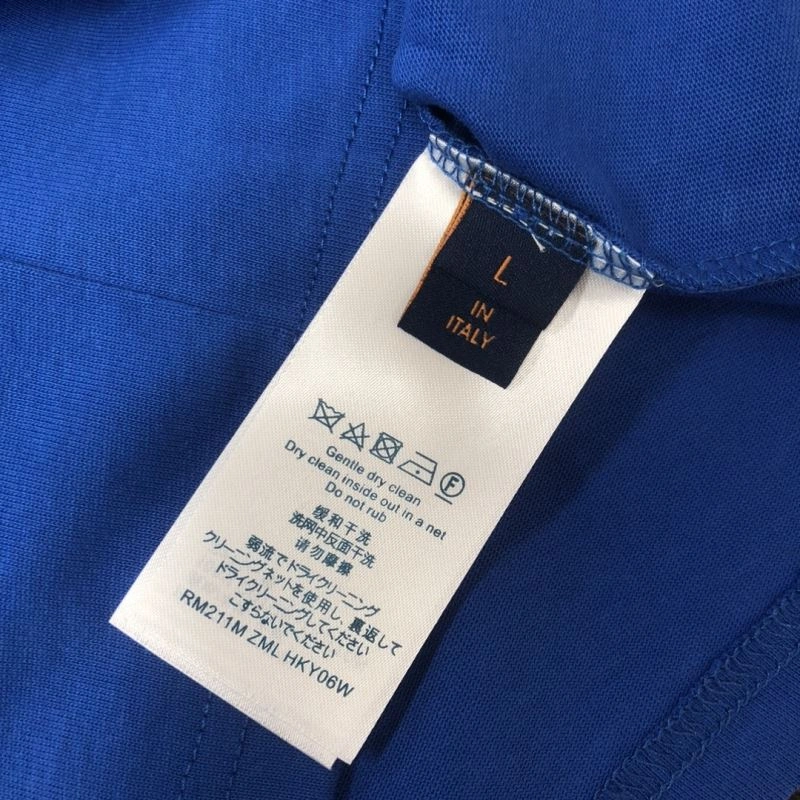 L
IN
ITALY
F
Gentle dry clean
Dry clean inside out in a net
Do not rub
缓和干洗
洗网中反面干洗
请勿摩擦
弱流でドライクリーニング
クリーニングネットを使用し、裏返して
ドライクリーニングしてください
こすらないでください
RM211M ZML HKY06W